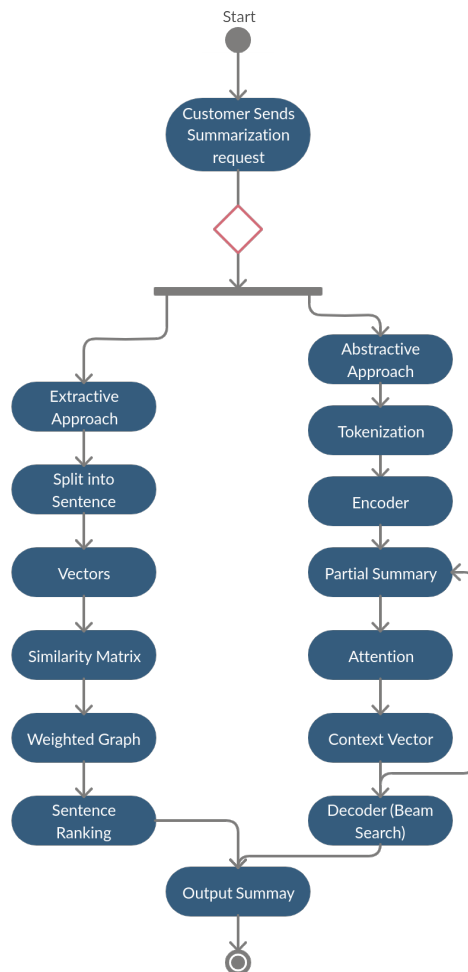 Start
Customer Sends
Summarization
request
Extractive
Approach
Split into
Sentence
Vectors
Similarity Matrix
Weighted Graph
Sentence
Ranking
Abstractive
Approach
Tokenization
Encoder
Partial Summary
Attention
Context Vector
Decoder (Beam
Search)
Output Summay